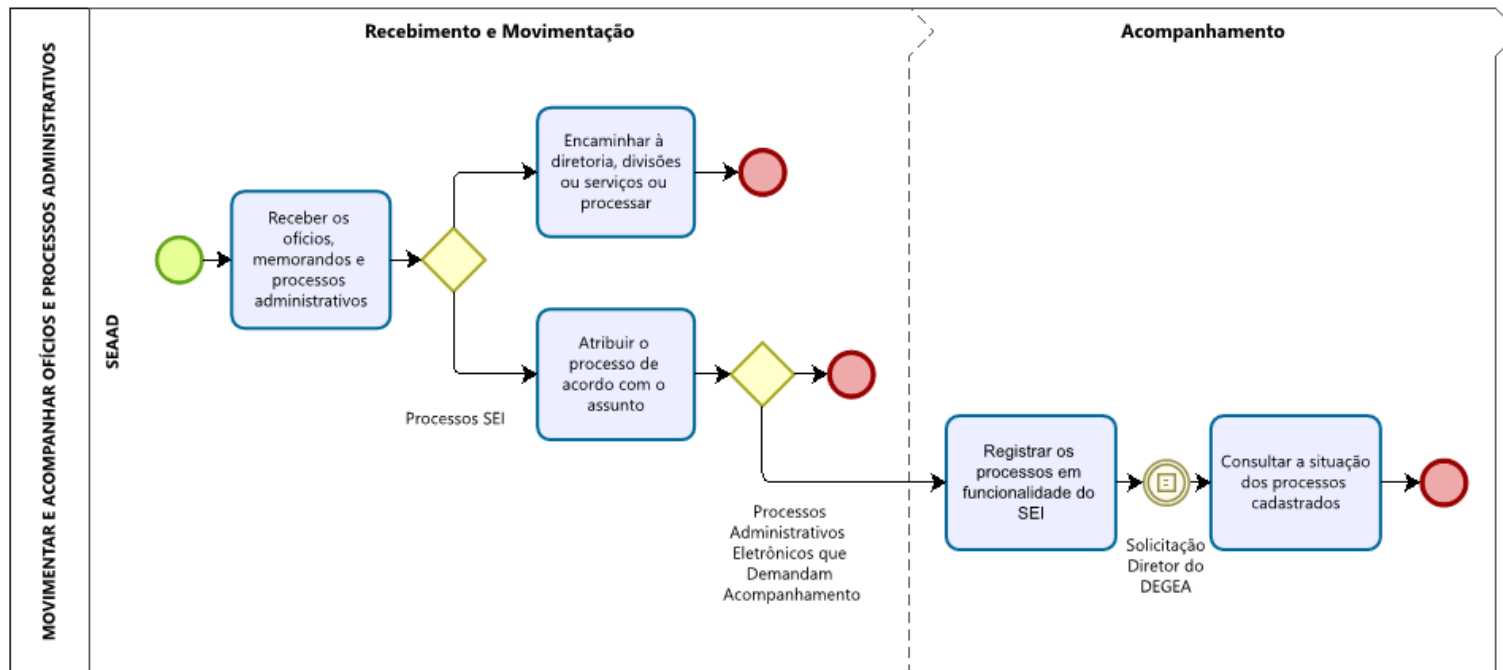 MOVIMENTAR E ACOMPANHAR OFÍCIOS E PROCESSOS ADMINISTRATIVOS
SEAAD
Recebimento e Movimentação
Acompanhamento
Receber os
ofícios,
memorandos e
processos
administrativos
Encaminhar à
diretoria, divisões
ou serviços ou
processar
Processos SEI
Atribuir o
processo de
acordo com o
assunto
Processos
Administrativos
Eletrônicos que
Demandam
Acompanhamento
Registrar os
processos em
funcionalidade do
SEI
Solicitação
Diretor do
DEGEA
Consultar a situação
dos processos
cadastrados